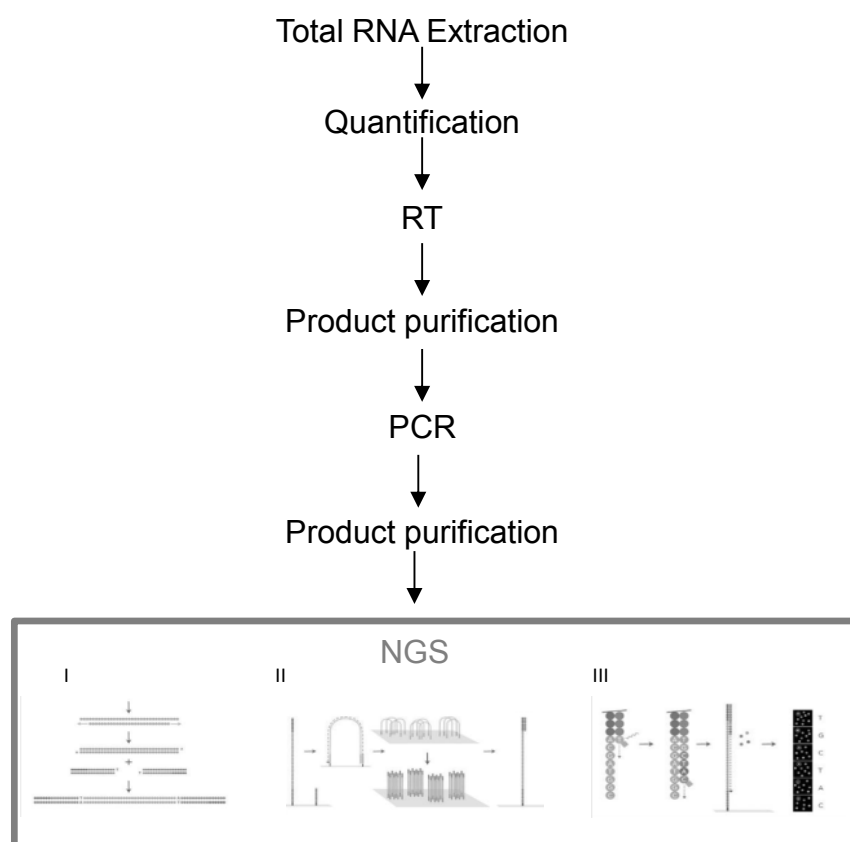 Total RNA Extraction
Quantification
RT
Product purification
PCR
Product purification
NGS
I
II
III
T
G
C
T
A
C